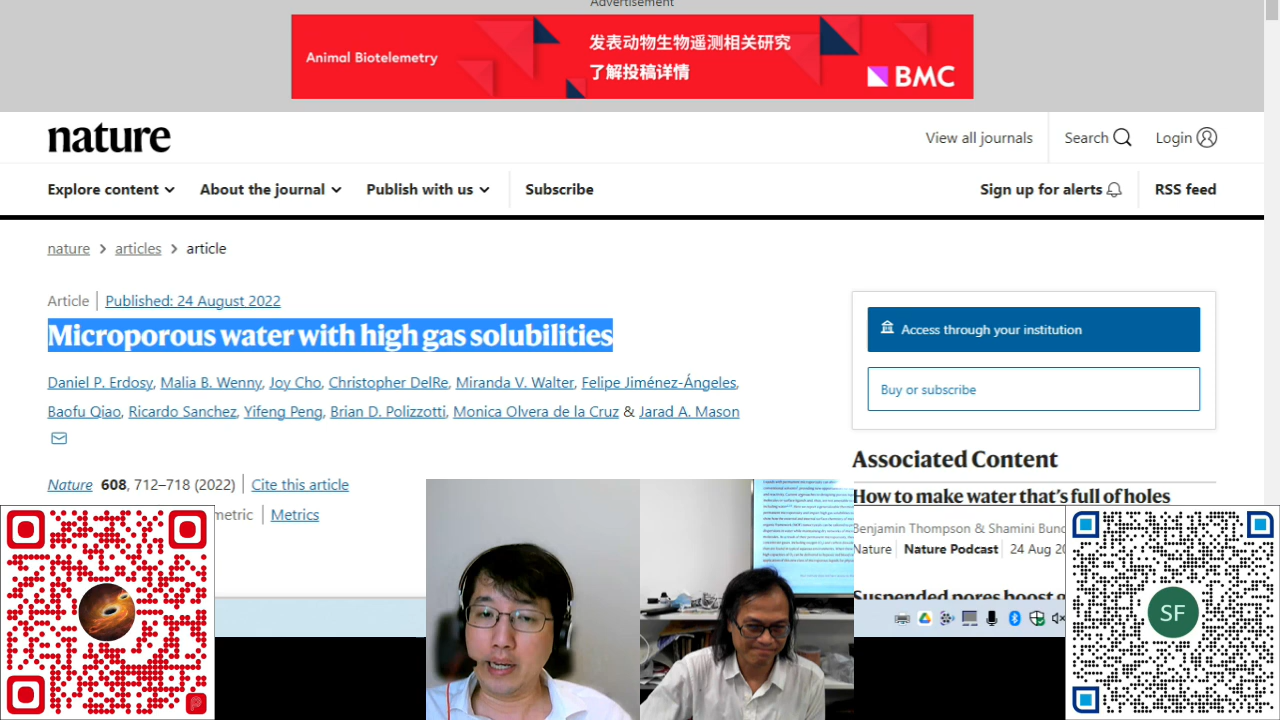 Advertisement
Animal Biotelemetry
发表动物生物遥测相关研究
了解投稿详情
BMC
nature
View all journals
Search
Login
Explore content
About the journal
Publish with us
Subscribe
Sign up for alerts
RSS feed
nature > articles > article
Article | Published: 24 August 2022
Microporous water with high gas solubilities
Daniel P. Erdosy, Malia B. Wenny, Joy Cho, Christopher DelRe, Miranda V. Walter, Felipe Jiménez-Ángeles,
Baofu Qiao, Ricardo Sanchez, Yifeng Peng, Brian D. Polizzotti, Monica Olvera de la Cruz & Jarad A. Mason
Nature 608, 712–718 (2022) | Cite this article
metric | Metrics
Access through your institution
Buy or subscribe
Associated Content
How to make water that's full of holes
Benjamin Thompson &
Nature | Nature Podcast | 24 Aug
Suspended pores boost
SF